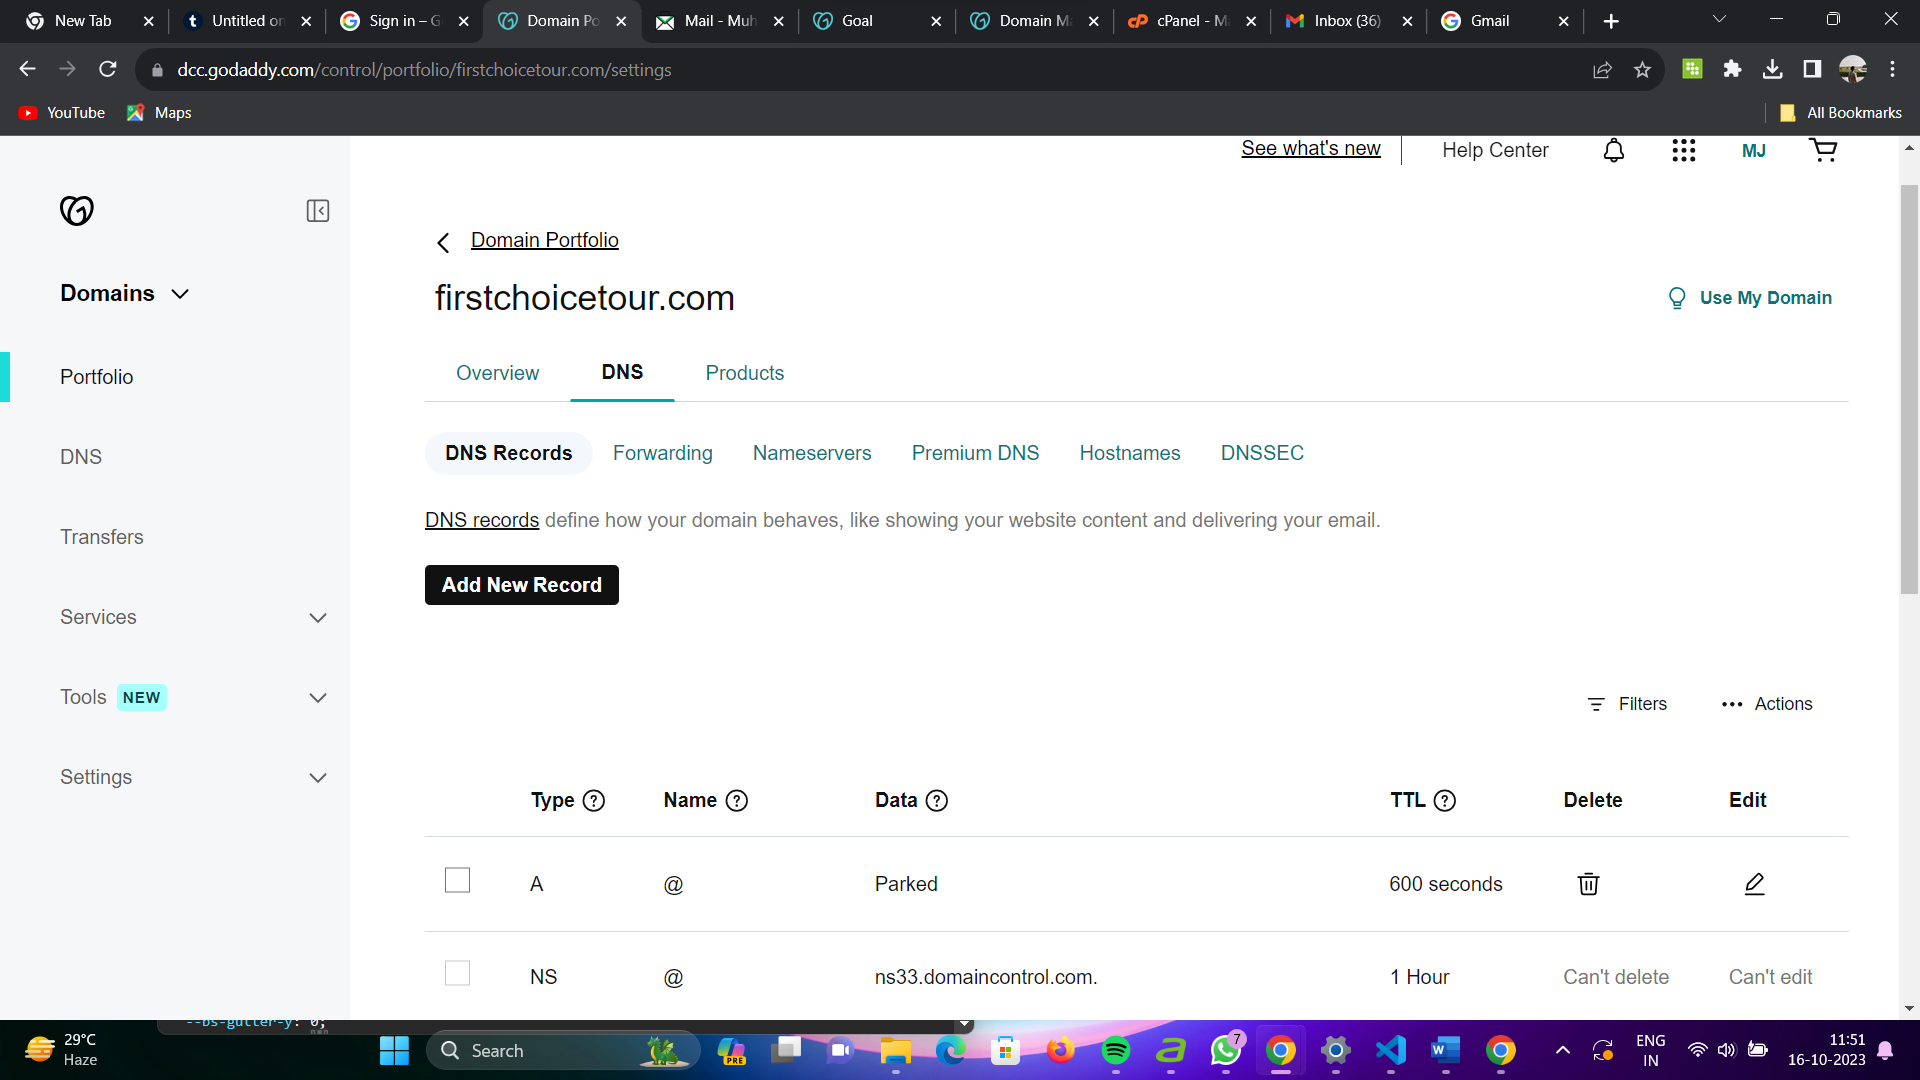 New Tab
Untitled on
Sign in – G
Domain Po
Mail - Muh
Goal
Domain Ma
cPanel - Ma
Inbox (36)
Gmail
dcc.godaddy.com/control/portfolio/firstchoicetour.com/settings
YouTube
Maps
All Bookmarks
See what's new
Help Center
MJ
Domain Portfolio
Domains
firstchoicetour.com
Use My Domain
Portfolio
DNS
Transfers
Services
Tools NEW
Settings
Overview
DNS
Products
DNS Records
Forwarding
Nameservers
Premium DNS
Hostnames
DNSSEC
DNS records define how your domain behaves, like showing your website content and delivering your email.
Add New Record
Filters
Actions
Type Name Data TTL Delete Edit
A @ Parked 600 seconds
NS @ ns33.domaincontrol.com. 1 Hour Can't delete Can't edit
--bs-gutter-y: 0;
29°C
Haze
Search
PRE
7
ENG
IN
11:51
16-10-2023